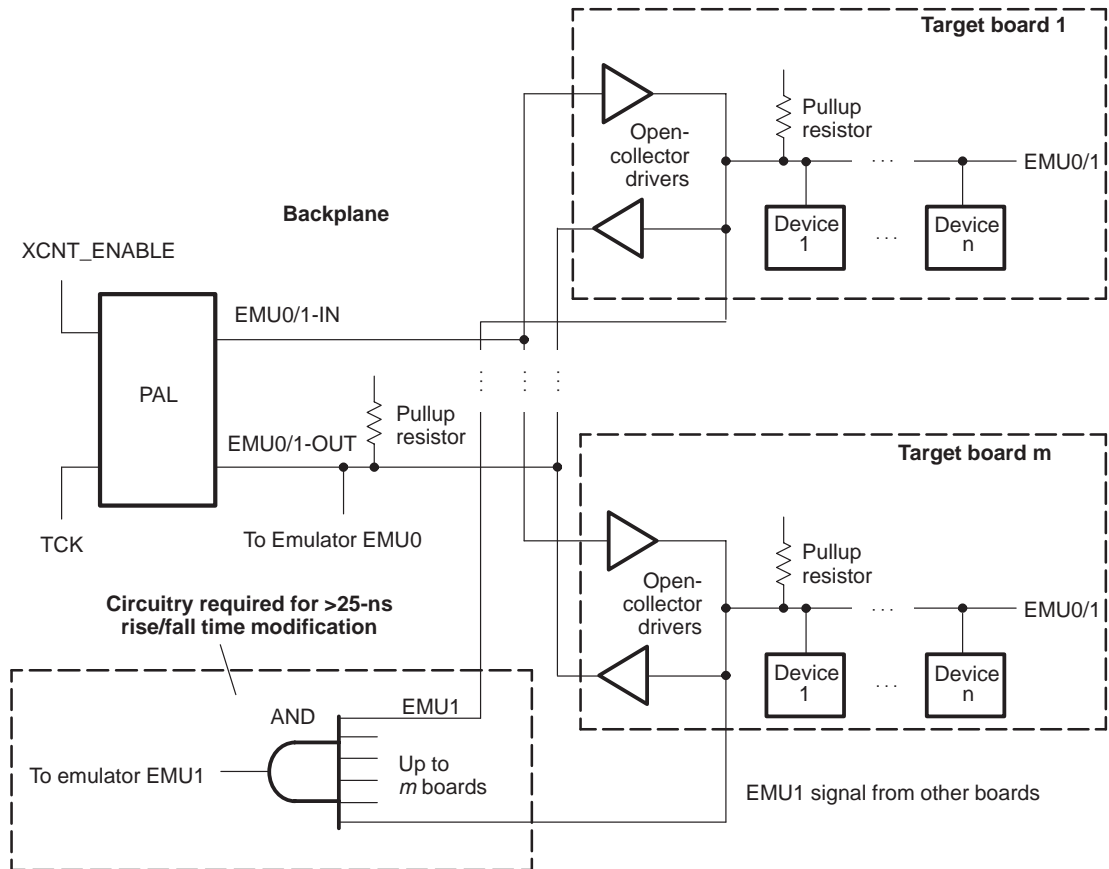 Target board 1
Pullup
resistor
Open-
collector
drivers
. . .
EMU0/1
Device
1
. . .
Device
n
Backplane
XCNT_ENABLE
EMU0/1-IN
PAL
. . .
. . .
. . .
Pullup
resistor
EMU0/1-OUT
TCK
To Emulator EMU0
Target board m
Pullup
resistor
Open-
collector
drivers
. . .
EMU0/1
Device
1
. . .
Device
n
Circuitry required for >25-ns
rise/fall time modification
AND
EMU1
To emulator EMU1
Up to
m boards
EMU1 signal from other boards